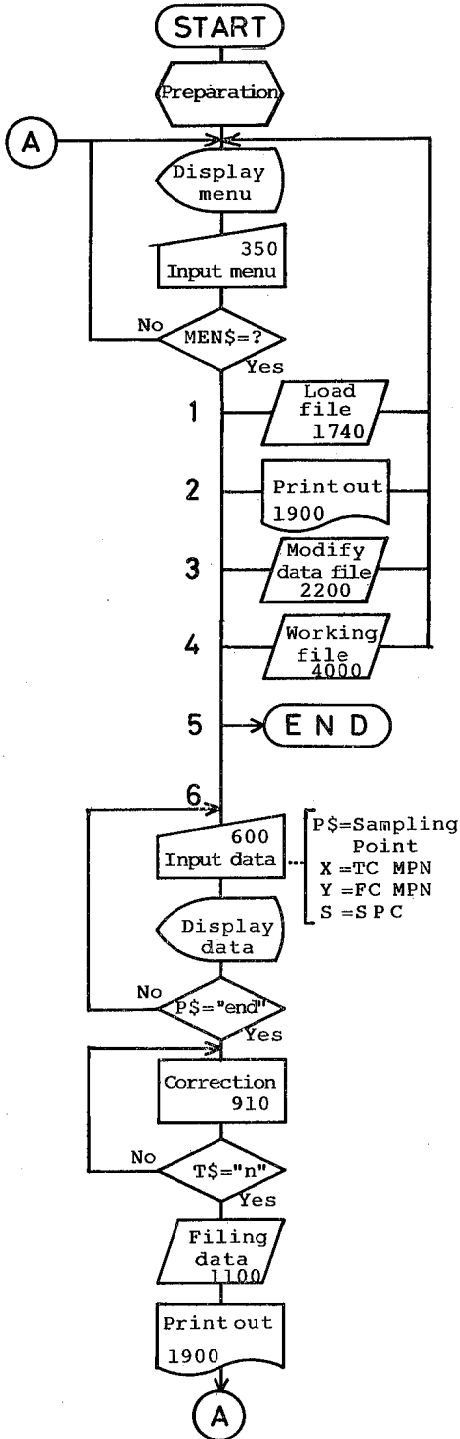 START
Preparation
A
Display
menu
350
Input menu
No
MEN$=?
Yes
1
Load
file
1740
2
Print out
1900
3
Modify
data file
2200
4
Working
file
4000
5
END
6
600
Input data
P$=Sampling
Point
X =TC MPN
Y =FC MPN
S =SPC
Display
data
No
P$="end"
Yes
Correction
910
No
T$="n"
Yes
Filing
data
1100
Print out
1900
A